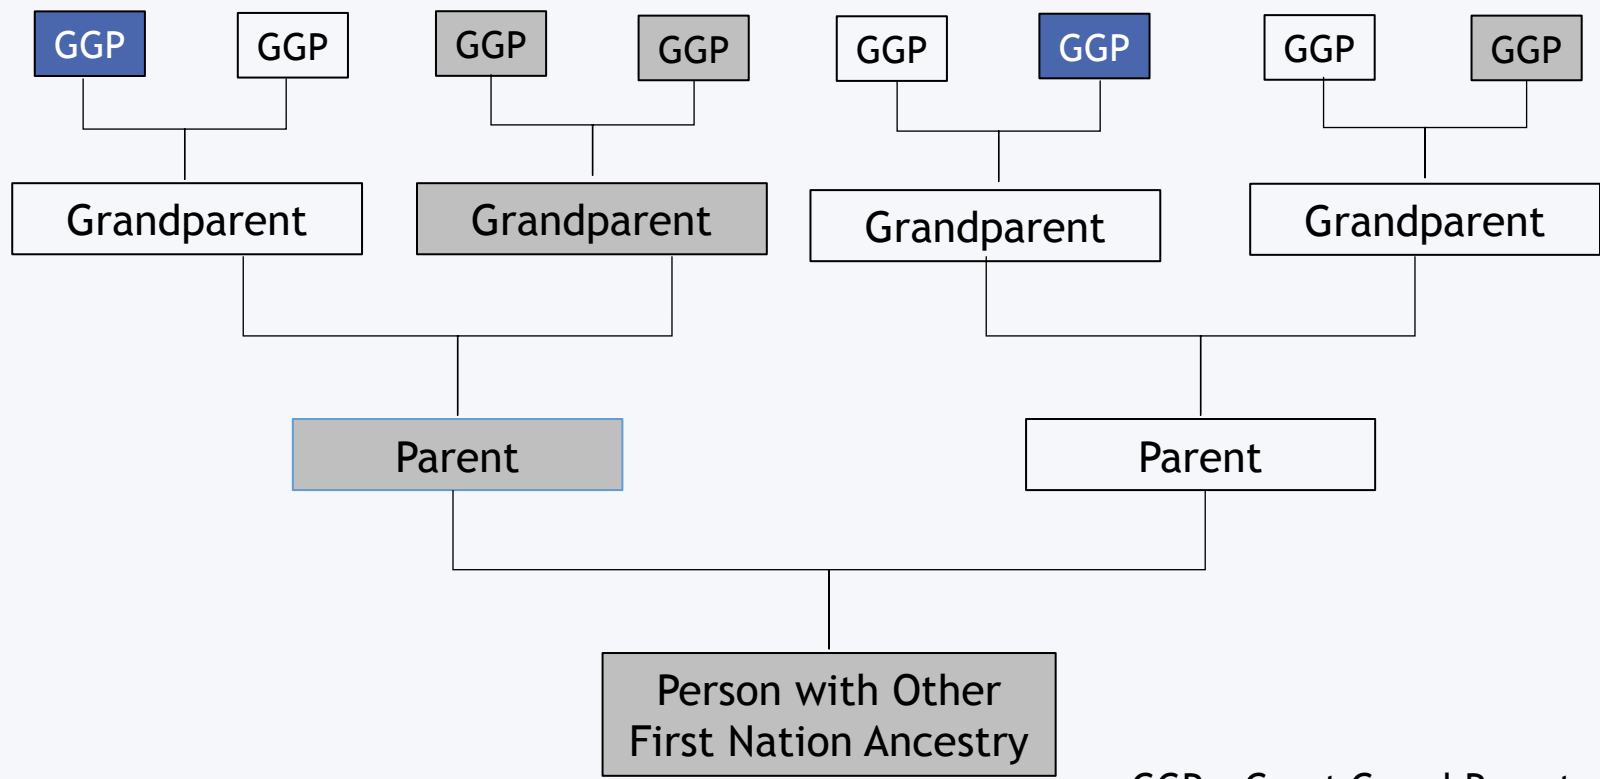 GGP GGP GGP GGP GGP GGP GGP GGP
Grandparent Grandparent Grandparent Grandparent
Parent Parent
Person with Other
First Nation Ancestry